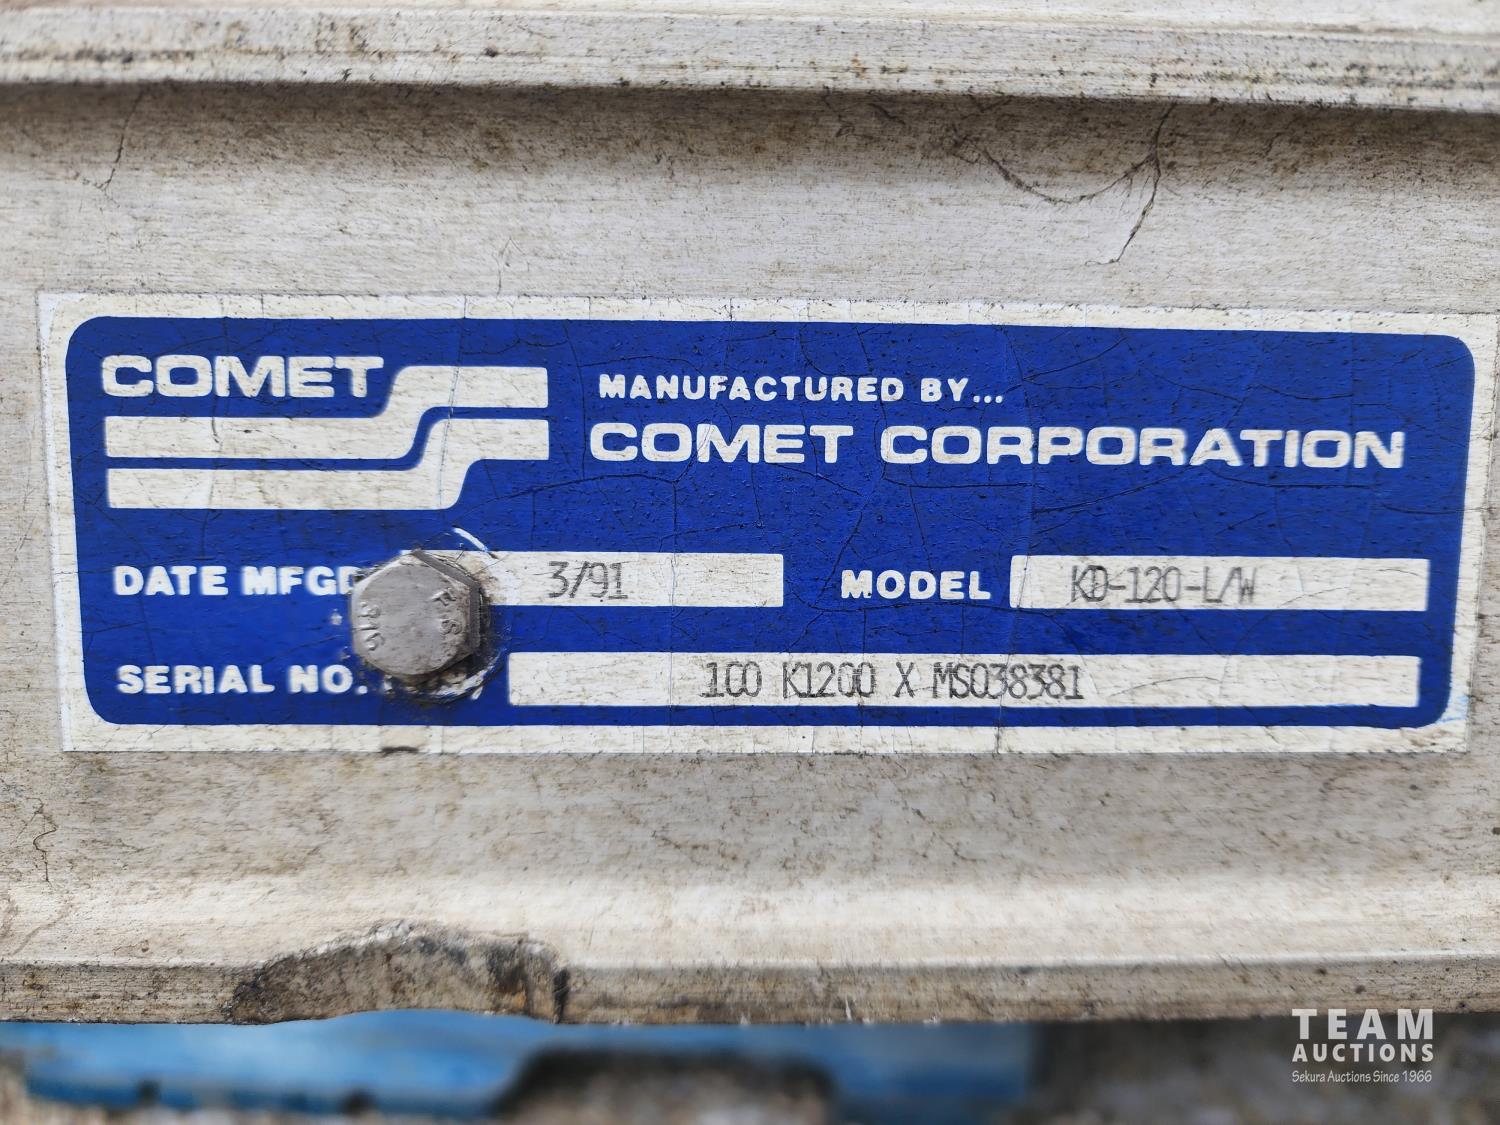 COMET
MANUFACTURED BY...
COMET CORPORATION
DATE MFGD 3/91 MODEL KD-120-L/W
SERIAL NO. 100 K1200 X MS038381
F S
316
TEAM
AUCTIONS
Sekura Auctions Since 1966